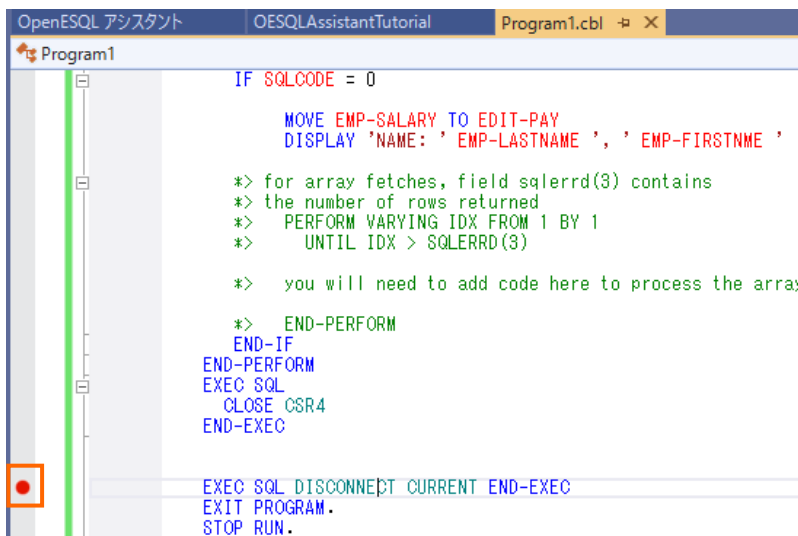 OpenESQL アシスタント OESQLAssistantTutorial Program1.cbl
Program1
IF SQLCODE = 0
MOVE EMP-SALARY TO EDIT-PAY
DISPLAY 'NAME: ' EMP-LASTNAME ', ' EMP-FIRSTNME '
*> for array fetches, field sqlerrd(3) contains
*> the number of rows returned
*> PERFORM VARYING IDX FROM 1 BY 1
*> UNTIL IDX > SQLERRD(3)
*> you will need to add code here to process the array
*> END-PERFORM
END-IF
END-PERFORM
EXEC SQL
CLOSE CSR4
END-EXEC
EXEC SQL DISCONNECT CURRENT END-EXEC
EXIT PROGRAM.
STOP RUN.